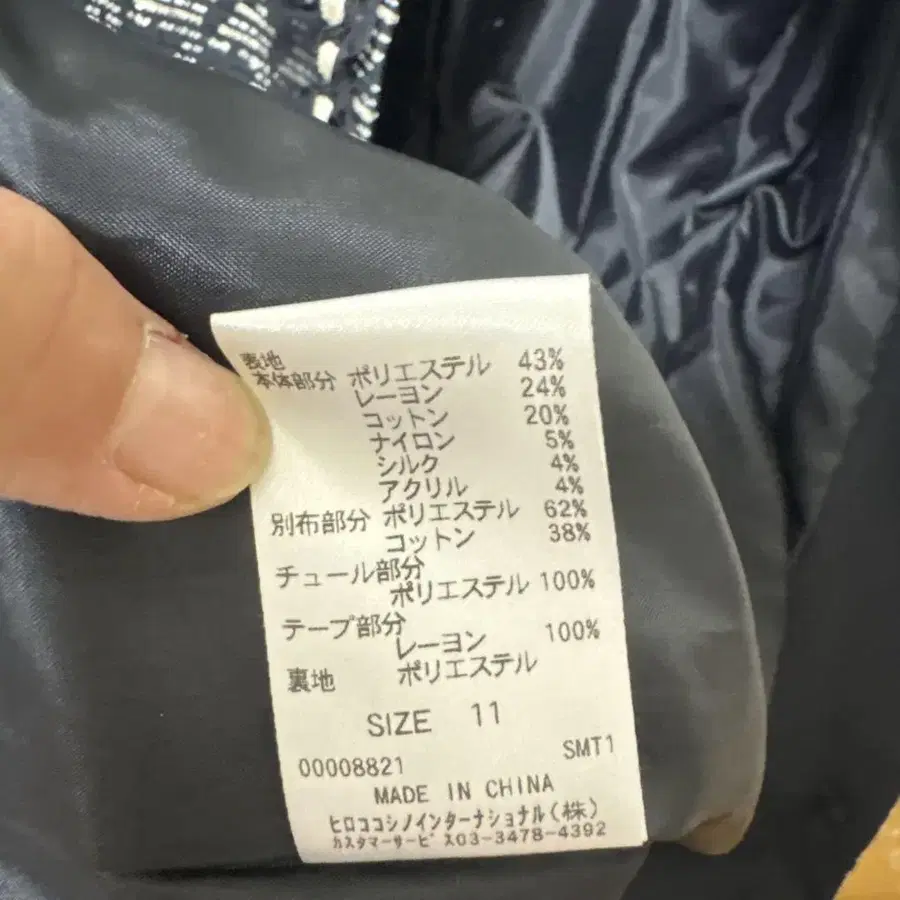 表地
本体部分 ポリエステル 43%
レーヨン 24%
コットン 20%
ナイロン 5%
シルク 4%
アクリル 4%
別布部分 ポリエステル 62%
コットン 38%
チュール部分
ポリエステル 100%
テープ部分
レーヨン 100%
裏地 ポリエステル
SIZE 11
00008821 SMT1
MADE IN CHINA
ヒロココシノインターナショナル(株)
カスタマーサービス03-3478-4392